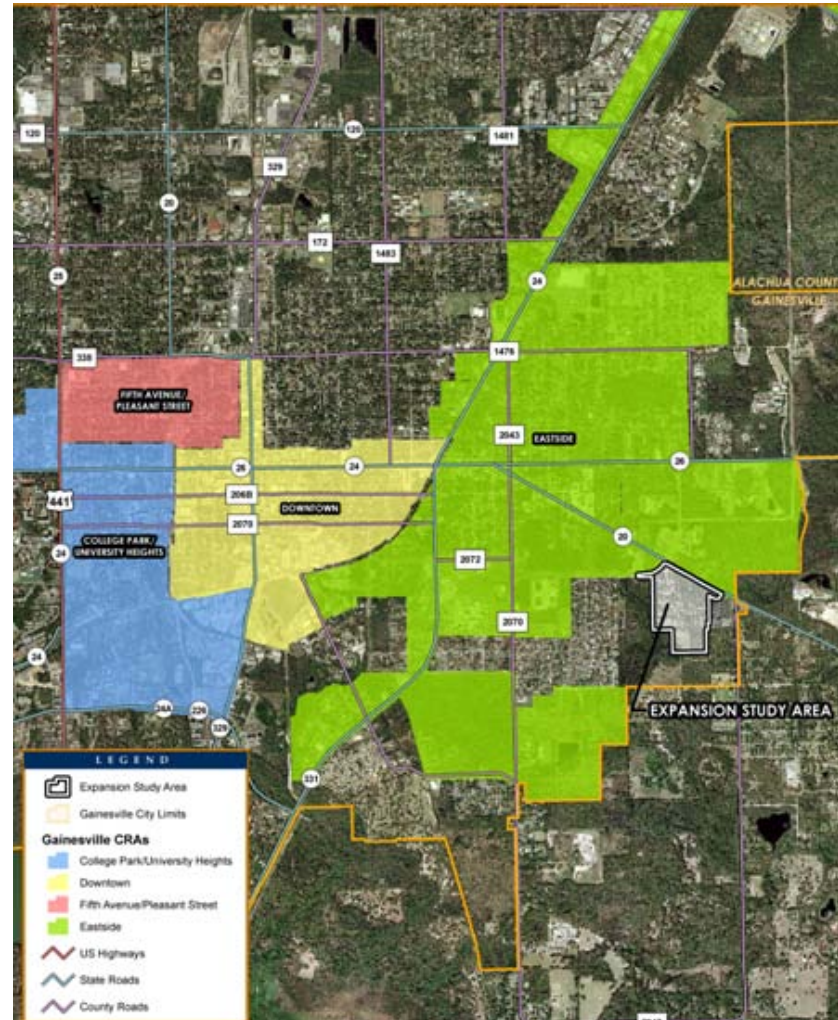 120
120
1481
329
20
172
1483
25
24
ALACHUA COUNTY
GAINESVILLE
338
1476
FIFTH AVENUE/
PLEASANT STREET
2043
EASTSIDE
26
24
26
441
206B
DOWNTOWN
2079
COLLEGE PARK/
UNIVERSITY HEIGHTS
20
24
2072
2070
24
EXPANSION STUDY AREA
24A
226
329
331
LEGEND
Expansion Study Area
Gainesville City Limits
Gainesville CRAs
College Park/University Heights
Downtown
Fifth Avenue/Pleasant Street
Eastside
US Highways
State Roads
County Roads